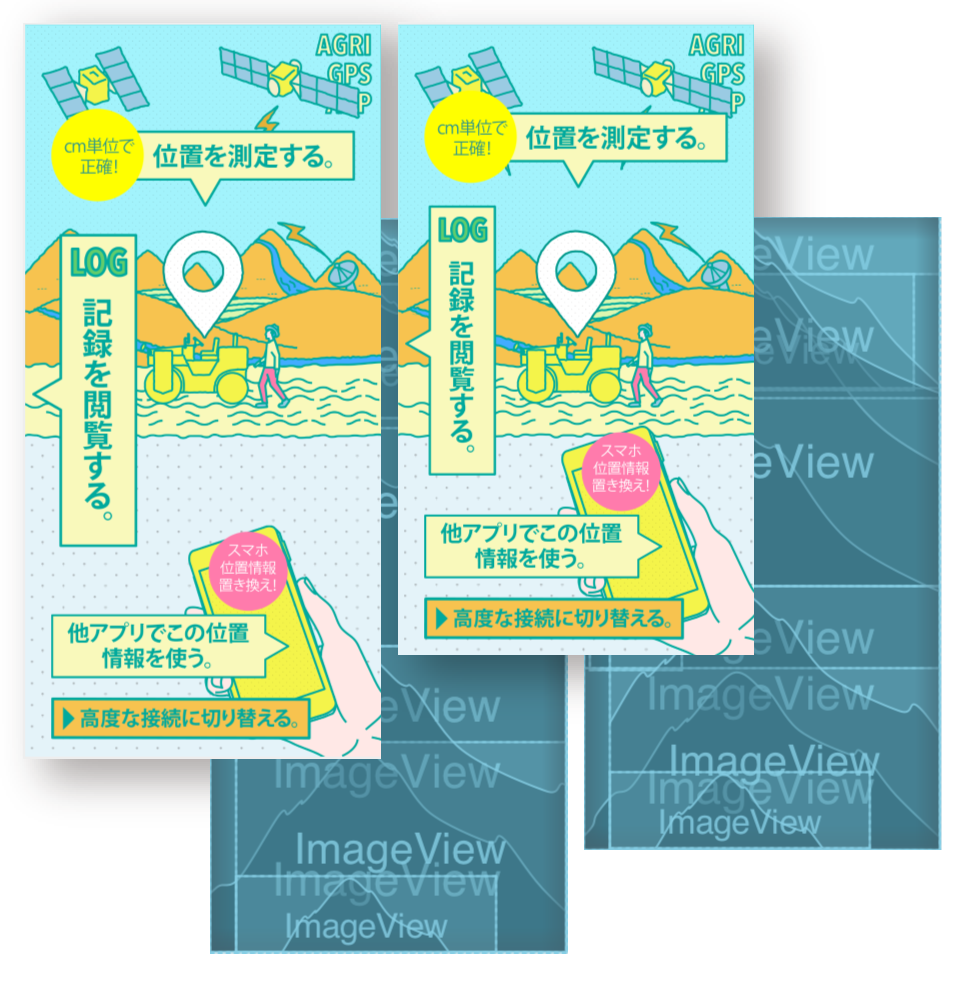 AGRI
GPS
P
cm単位で
正確!
位置を測定する。
LOG
記録を閲覧する。
スマホ
位置情報
置き換え!
他アプリでこの位置
情報を使う。
高度な接続に切り替える。
AGRI
GPS
P
cm単位で
正確!
位置を測定する。
LOG
記録を閲覧する。
スマホ
位置情報
置き換え!
他アプリでこの位置
情報を使う。
高度な接続に切り替える。
eView
ImageView
ImageView
ImageView
ImageView
eView
geView
eView
eView
geView
ImageView
ImageView
ImageView
ImageView